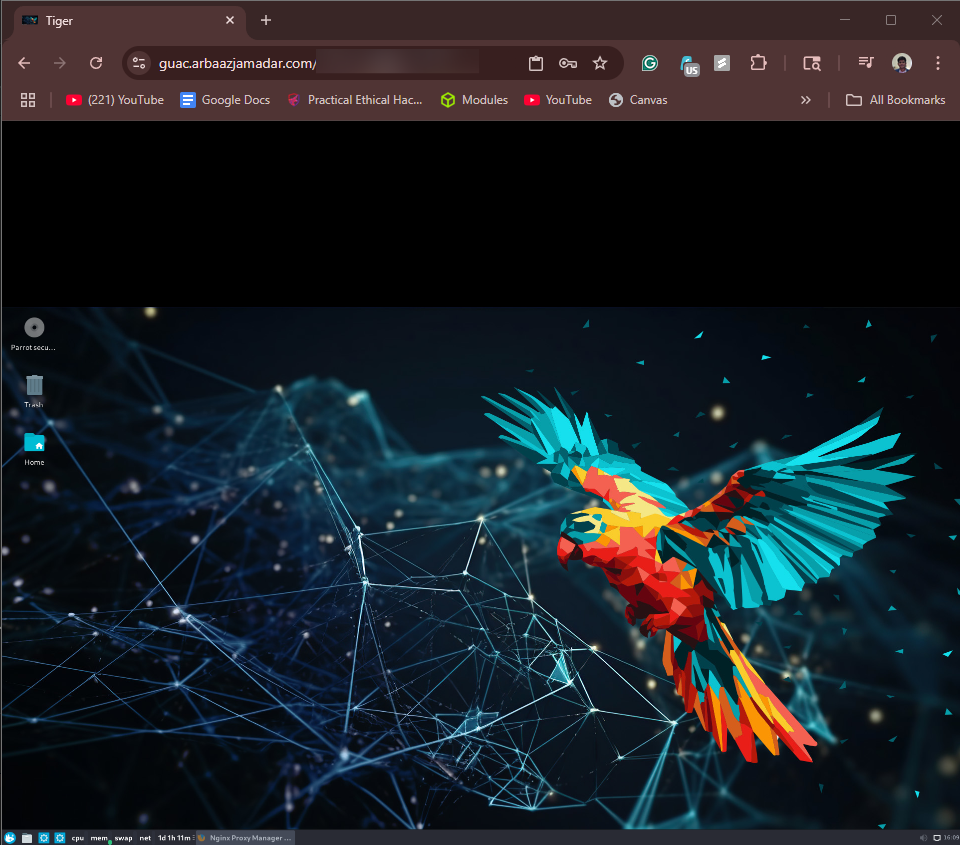 Tiger
guac.arbaazjamadar.com/
US
(221) YouTube Google Docs Practical Ethical Hac... Modules YouTube Canvas » All Bookmarks
Parrot secu...
Trash
Home
cpu mem swap net 1d 1h 11m Nginx Proxy Manager ... 16:09